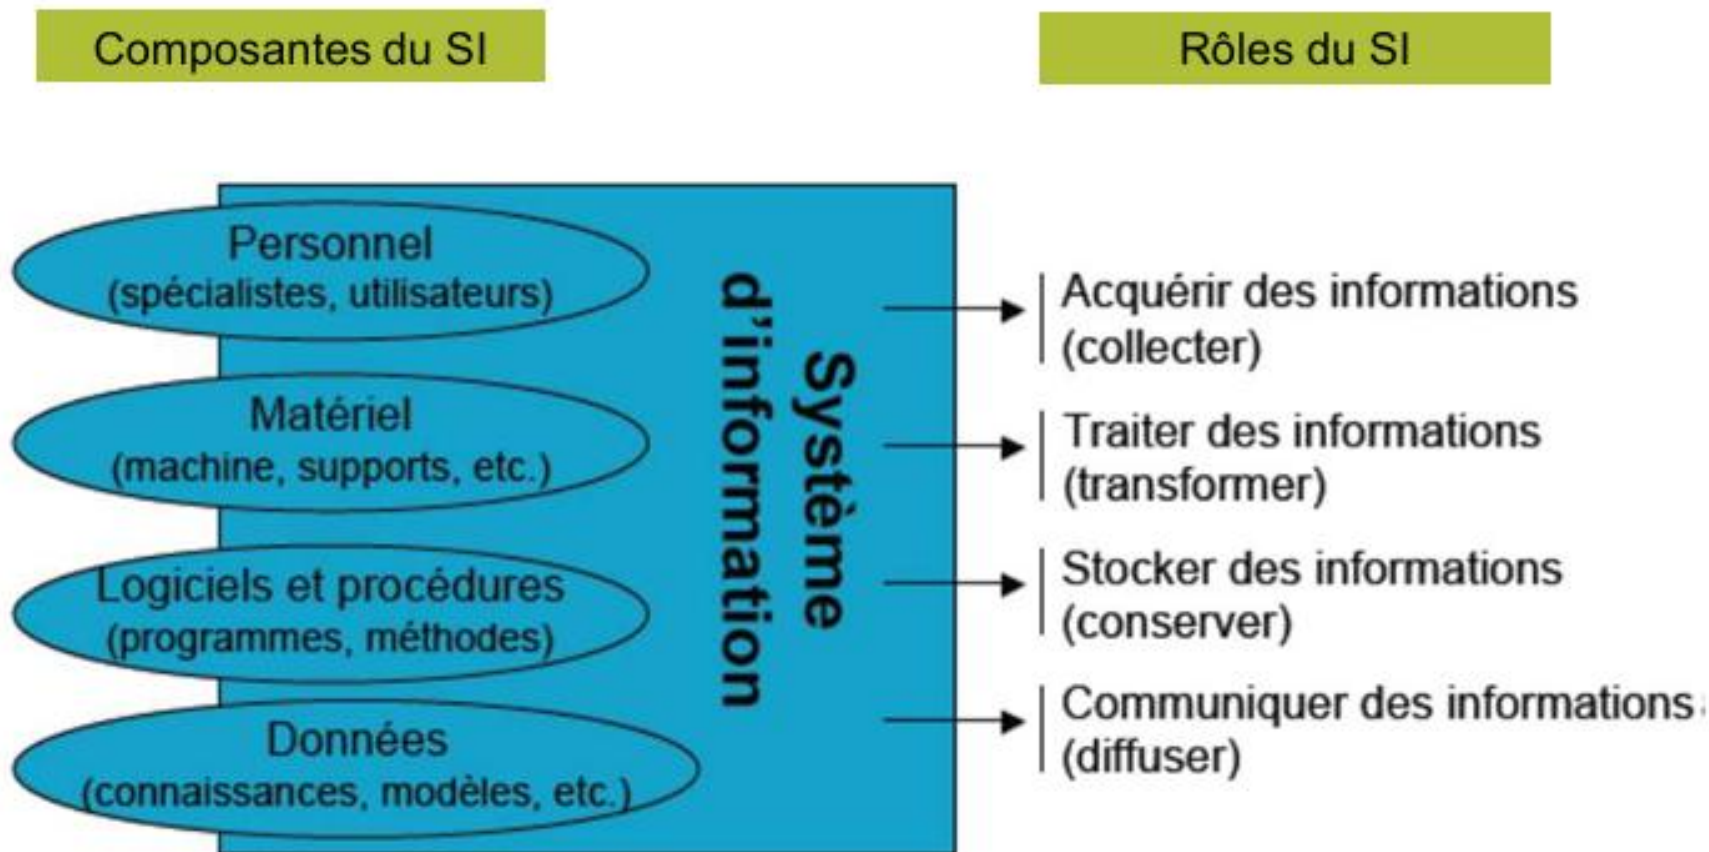 Composantes du SI
Rôles du SI
Personnel
(spécialistes, utilisateurs)
Matériel
(machine, supports, etc.)
Logiciels et procédures
(programmes, méthodes)
Données
(connaissances, modèles, etc.)
Système
d'information
Acquérir des informations
(collecter)
Traiter des informations
(transformer)
Stocker des informations
(conserver)
Communiquer des informations
(diffuser)